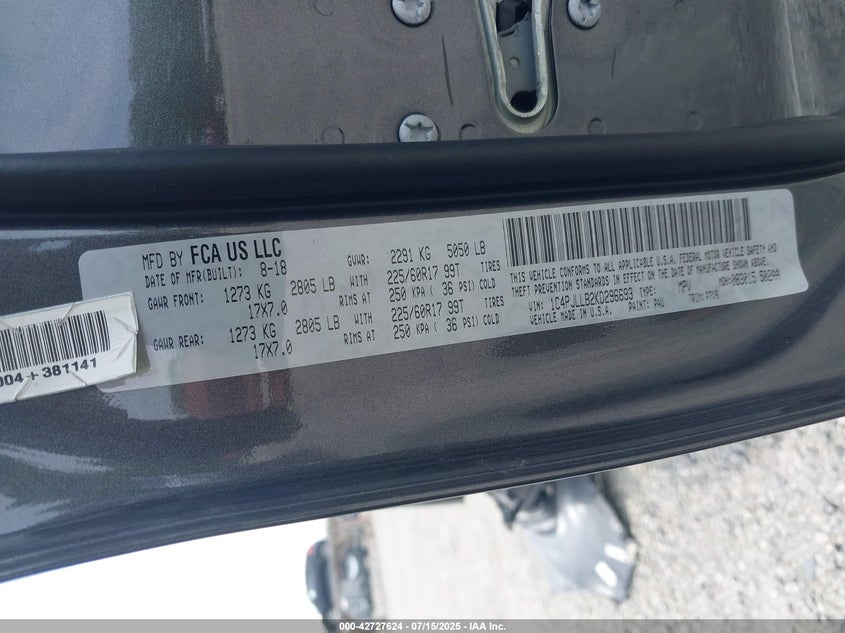 MFD BY FCA US LLC
DATE OF MFR(BUILT): 8-18
GVWR: 2291 KG 5050 LB
GAWR FRONT: 1273 KG 2805 LB WITH 225/60R17 99T TIRES
17X7.0 RIMS AT 250 KPA ( 36 PSI) COLD
GAWR REAR: 1273 KG 2805 LB WITH 225/60R17 99T TIRES
17X7.0 RIMS AT 250 KPA ( 36 PSI) COLD
THIS VEHICLE CONFORMS TO ALL APPLICABLE U.S.A. FEDERAL MOTOR VEHICLE SAFETY AND
THEFT PREVENTION STANDARDS IN EFFECT ON THE DATE OF MANUFACTURE SHOWN ABOVE.
VIN: 1C4PJLLB2KD296693 TYPE: MPV MDH: 083015 502AA
VEHICLE MADE IN U.S.A. PAINT: TRIM:
004+381141
000-42727624 - 07/15/2025 - IAA Inc.